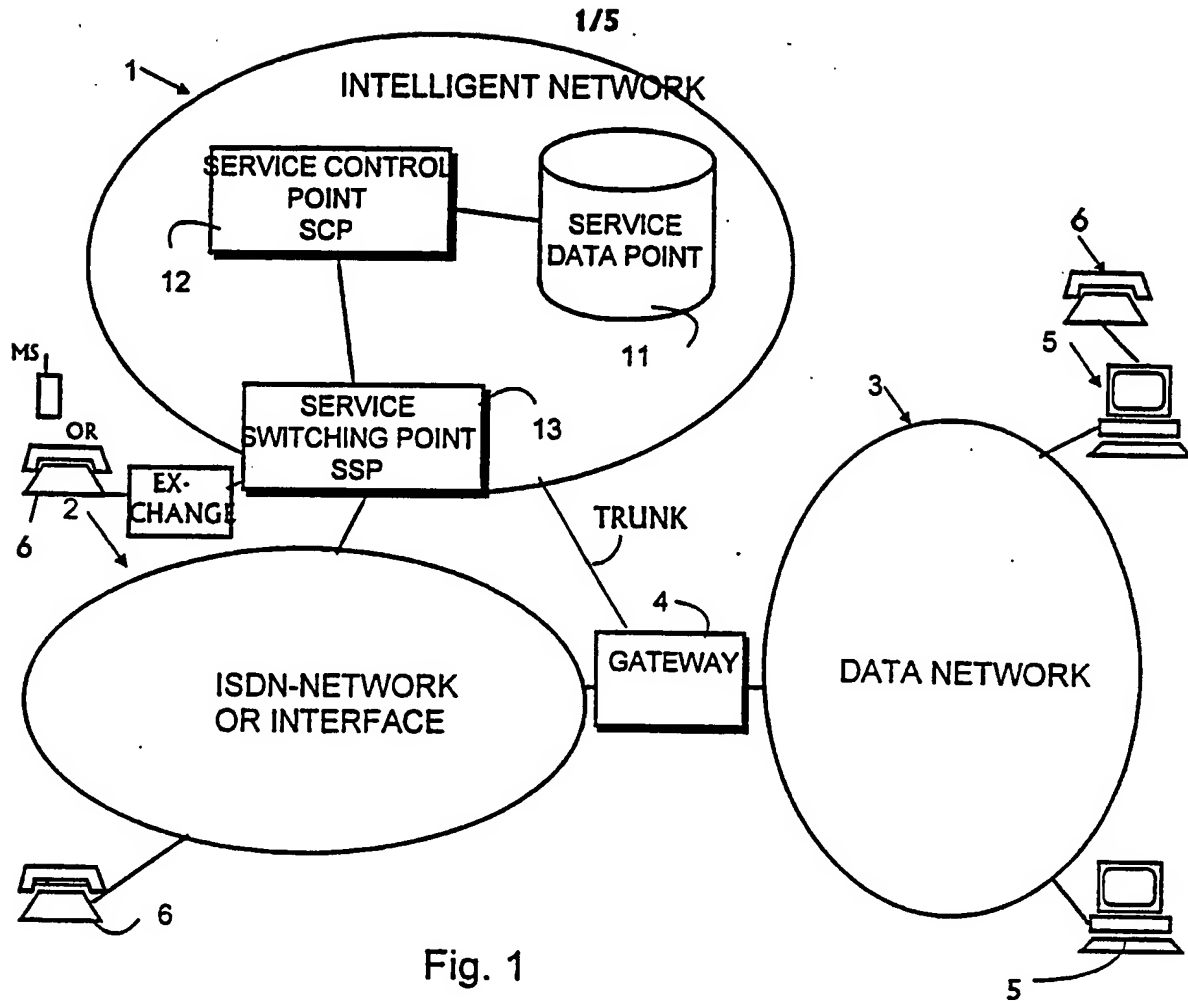 1/5
1
INTELLIGENT NETWORK
SERVICE CONTROL
POINT
SCP
12
SERVICE
DATA POINT
11
MS
OR
6
2
EX-
CHANGE
SERVICE
SWITCHING POINT
SSP
13
TRUNK
4
GATEWAY
ISDN-NETWORK
OR INTERFACE
6
3
DATA NETWORK
6
5
5
Fig. 1